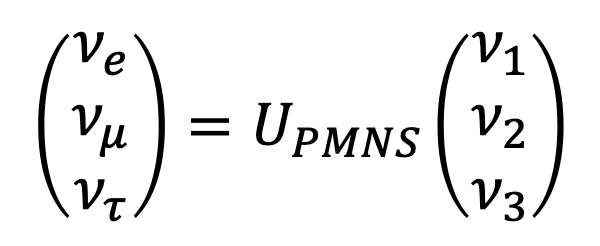 (ν_e ν_μ ν_τ) = U_PMNS (ν_1 ν_2 ν_3)